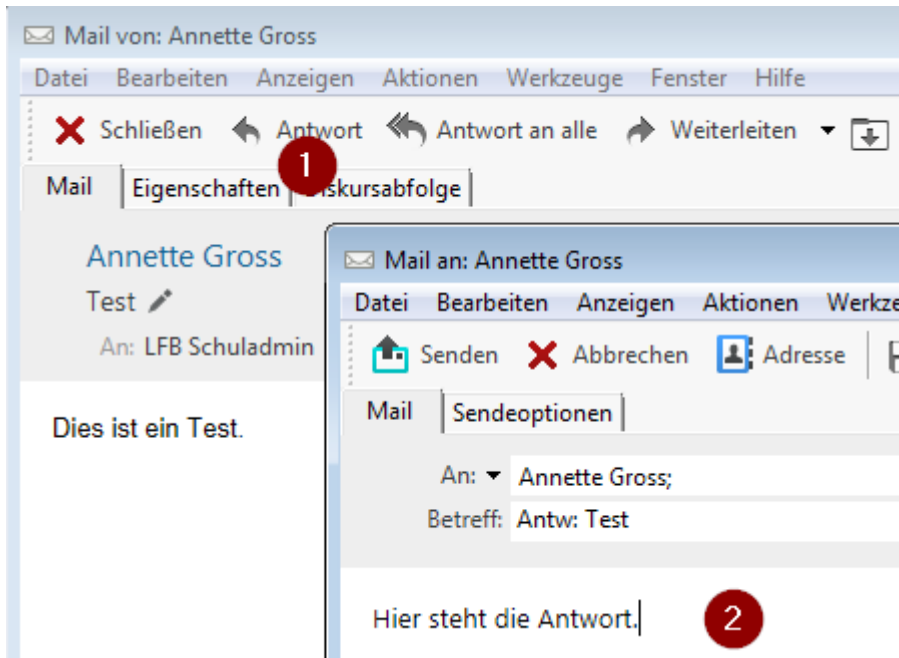 Mail von: Annette Gross
Datei Bearbeiten Anzeigen Aktionen Werkzeuge Fenster Hilfe
Schließen Antwort Antwort an alle Weiterleiten
1
Mail Eigenschaften
Annette Gross
Test
An: LFB Schuladmin
Dies ist ein Test.
Mail an: Annette Gross
Datei Bearbeiten Anzeigen Aktionen
Senden Abbrechen Adresse
Mail Sendeoptionen
An: Annette Gross;
Betreff: Antw: Test
Hier steht die Antwort.
2